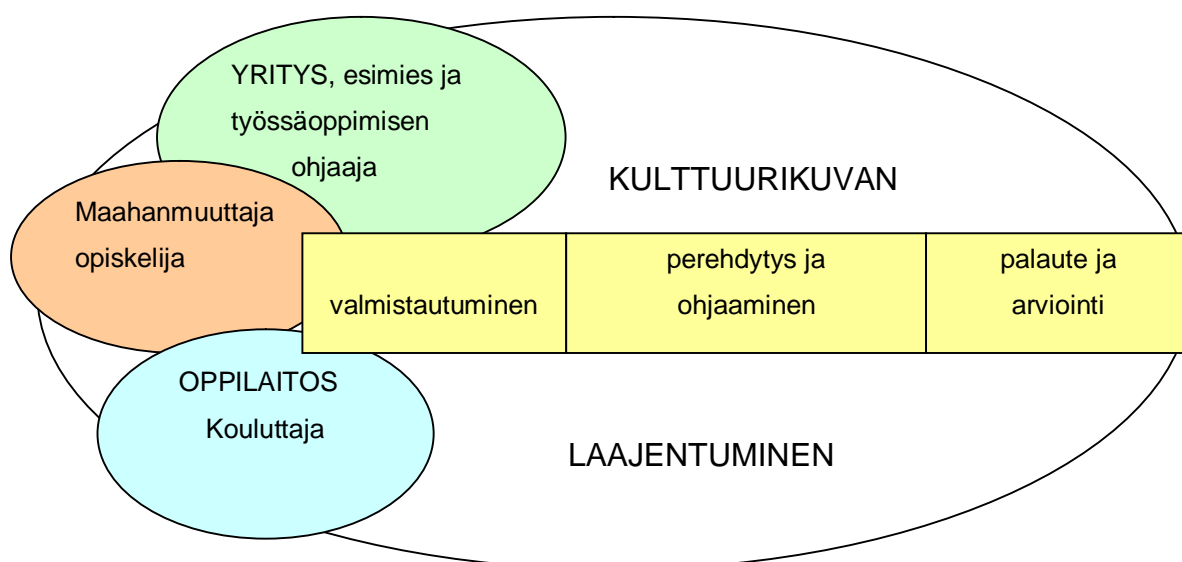 YRITYS, esimies ja
työssäoppimisen
ohjaaja
KULTTUURIKUVAN
Maahanmuuttaja
opiskelija
valmistautuminen
perehdytys ja
ohjaaminen
palaute ja
arviointi
OPPILAITOS
Kouluttaja
LAAJENTUMINEN